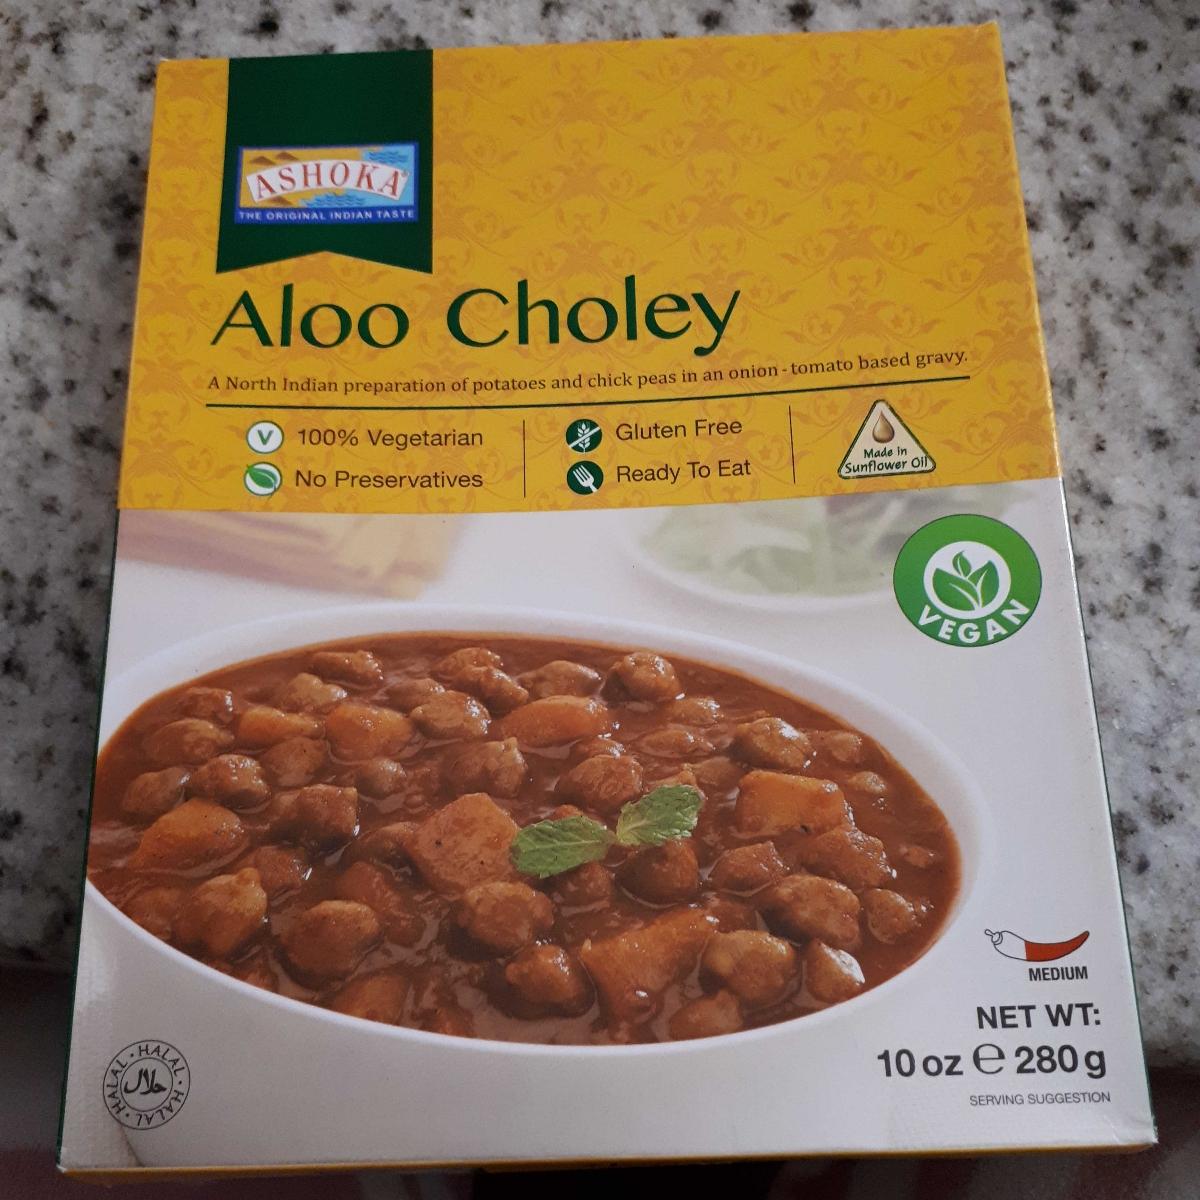 ASHOKA
THE ORIGINAL INDIAN TASTE
Aloo Choley
A North Indian preparation of potatoes and chick peas in an onion - tomato based gravy.
V 100% Vegetarian
No Preservatives
Gluten Free
Ready To Eat
Made in
Sunflower Oil
VEGAN
MEDIUM
NET WT:
10 oz ℮ 280 g
SERVING SUGGESTION
HALAL · HALAL · HALAL · HALAL ·
حلال